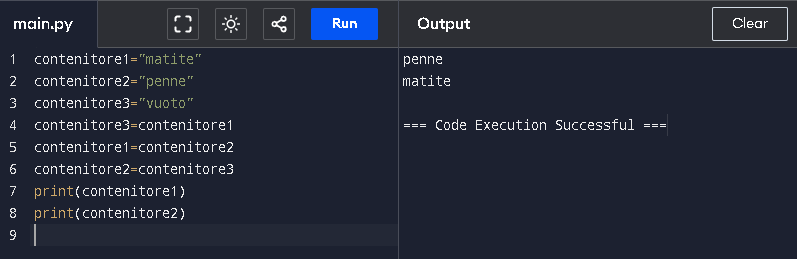 main.py Run Output Clear
1 contenitore1="matite"
2 contenitore2="penne"
3 contenitore3="vuoto"
4 contenitore3=contenitore1
5 contenitore1=contenitore2
6 contenitore2=contenitore3
7 print(contenitore1)
8 print(contenitore2)
9
penne
matite
=== Code Execution Successful ===